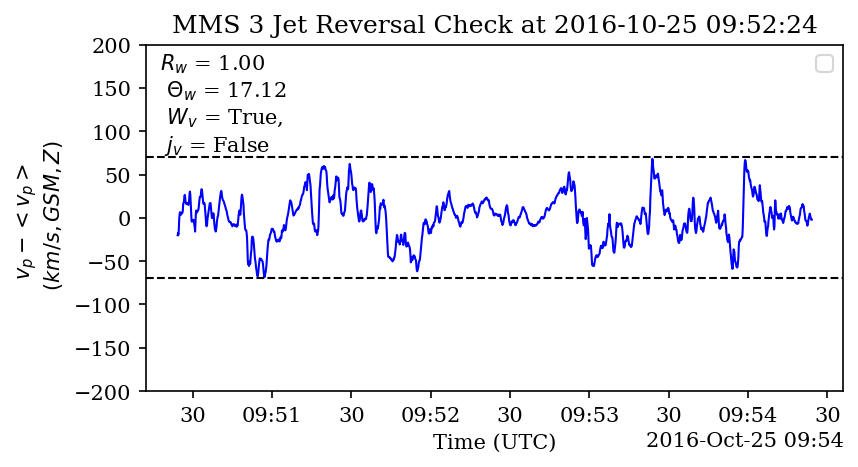 MMS 3 Jet Reversal Check at 2016-10-25 09:52:24
R_w = 1.00
Θ_w = 17.12
W_v = True,
j_v = False
v_p − < v_p >
(km/s, GSM, Z)
200
150
100
50
0
−50
−100
−150
−200
30 09:51 30 09:52 30 09:53 30 09:54 30
Time (UTC)
2016-Oct-25 09:54